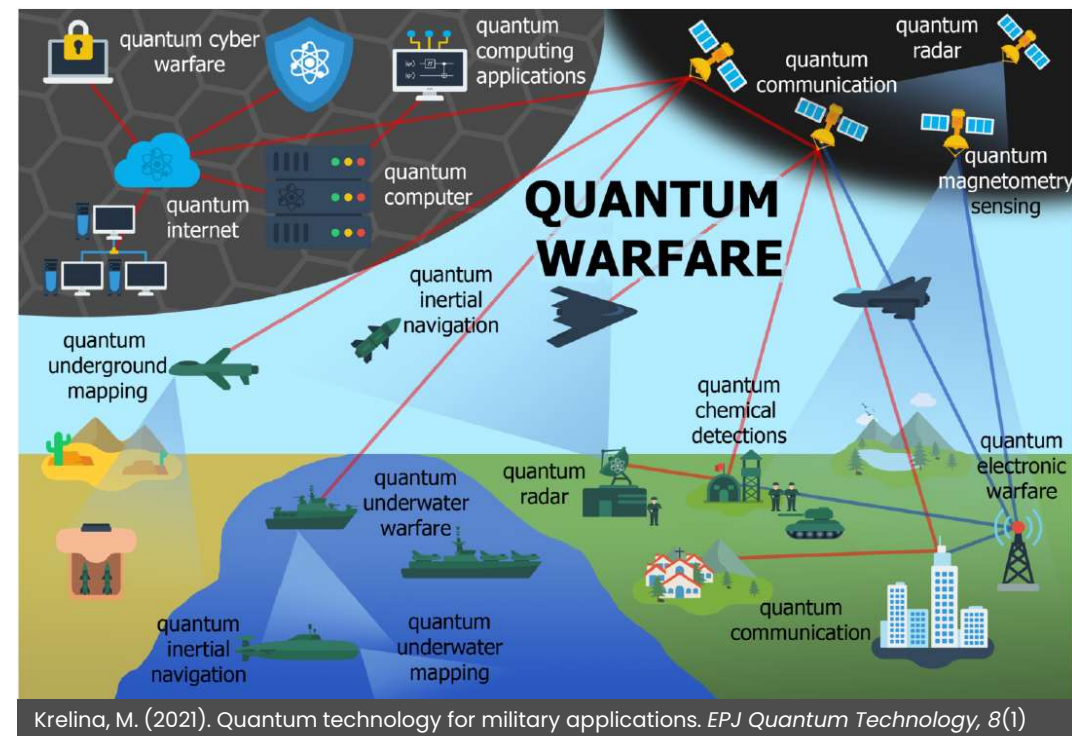 quantum cyber
warfare
quantum
computing
applications
quantum
internet
quantum
computer
quantum
communication
quantum
radar
quantum
magnetometry
sensing
QUANTUM
WARFARE
quantum
inertial
navigation
quantum
underground
mapping
quantum
chemical
detections
quantum
electronic
warfare
quantum
radar
quantum
underwater
warfare
quantum
communication
quantum
inertial
navigation
quantum
underwater
mapping
Krelina, M. (2021). Quantum technology for military applications. EPJ Quantum Technology, 8(1)